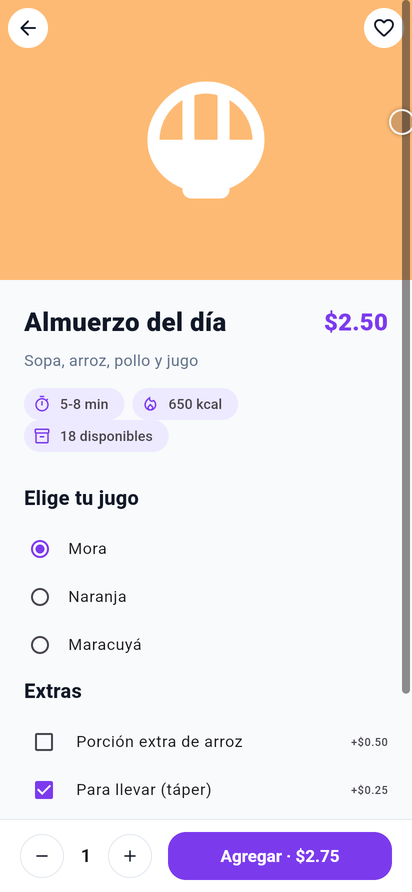 Almuerzo del día $2.50
Sopa, arroz, pollo y jugo
5-8 min 650 kcal
18 disponibles
Elige tu jugo
Mora
Naranja
Maracuyá
Extras
Porción extra de arroz +$0.50
Para llevar (táper) +$0.25
1 Agregar · $2.75